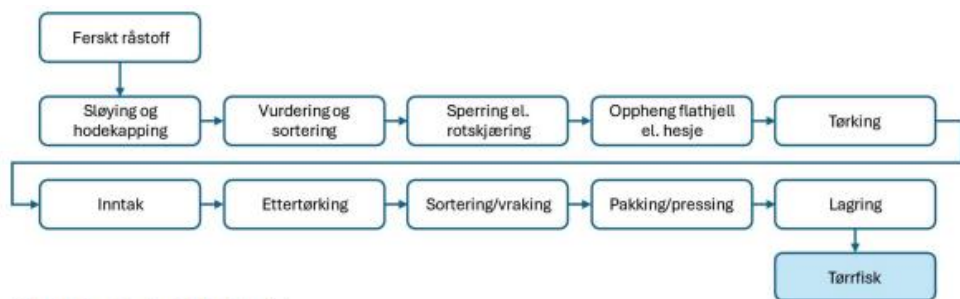 Ferskt råstoff
Sløying og
hodekapping
Vurdering og
sortering
Sperring el.
rotskjæring
Oppheng flathjell
el. hesje
Tørking
Inntak
Ettertørking
Sortering/vraking
Pakking/pressing
Lagring
Tørrfisk